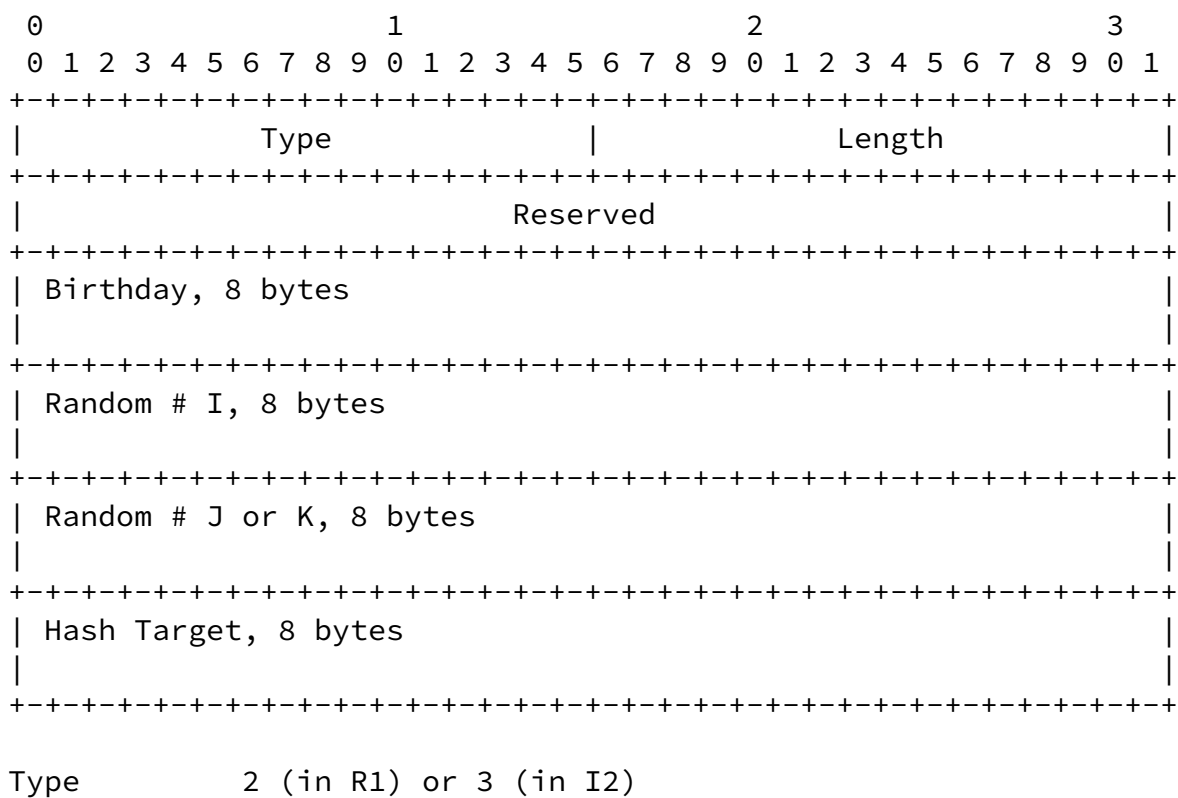 0                   1                   2                   3
 0 1 2 3 4 5 6 7 8 9 0 1 2 3 4 5 6 7 8 9 0 1 2 3 4 5 6 7 8 9 0 1
+-+-+-+-+-+-+-+-+-+-+-+-+-+-+-+-+-+-+-+-+-+-+-+-+-+-+-+-+-+-+-+-+
|             Type              |             Length            |
+-+-+-+-+-+-+-+-+-+-+-+-+-+-+-+-+-+-+-+-+-+-+-+-+-+-+-+-+-+-+-+-+
|                           Reserved                            |
+-+-+-+-+-+-+-+-+-+-+-+-+-+-+-+-+-+-+-+-+-+-+-+-+-+-+-+-+-+-+-+-+
| Birthday, 8 bytes                                             |
|                                                               |
+-+-+-+-+-+-+-+-+-+-+-+-+-+-+-+-+-+-+-+-+-+-+-+-+-+-+-+-+-+-+-+-+
| Random # I, 8 bytes                                           |
|                                                               |
+-+-+-+-+-+-+-+-+-+-+-+-+-+-+-+-+-+-+-+-+-+-+-+-+-+-+-+-+-+-+-+-+
| Random # J or K, 8 bytes                                      |
|                                                               |
+-+-+-+-+-+-+-+-+-+-+-+-+-+-+-+-+-+-+-+-+-+-+-+-+-+-+-+-+-+-+-+-+
| Hash Target, 8 bytes                                          |
|                                                               |
+-+-+-+-+-+-+-+-+-+-+-+-+-+-+-+-+-+-+-+-+-+-+-+-+-+-+-+-+-+-+-+-+

Type         2 (in R1) or 3 (in I2)